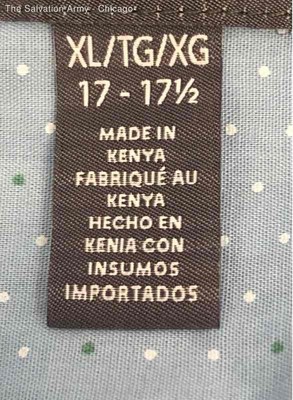 The Salvation Army - Chicago
XL/TG/XG
17 - 17½
MADE IN
KENYA
FABRIQUÉ AU
KENYA
HECHO EN
KENIA CON
INSUMOS
IMPORTADOS